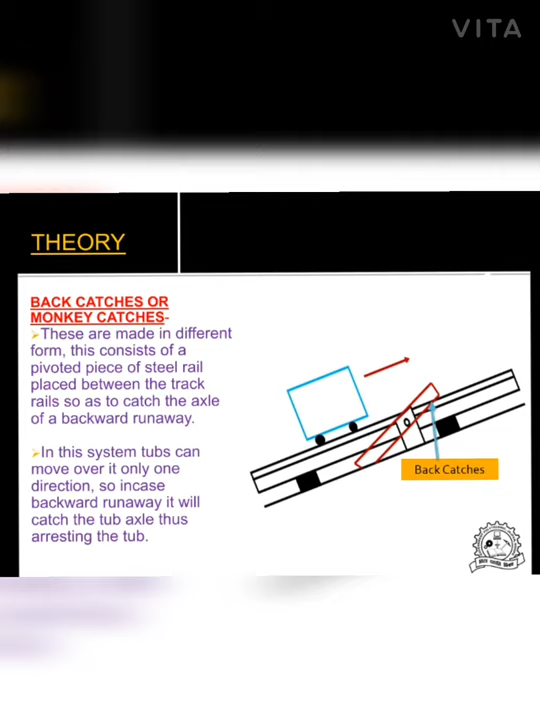 VITA
THEORY
BACK CATCHES OR
MONKEY CATCHES-
➢These are made in different
form, this consists of a
pivoted piece of steel rail
placed between the track
rails so as to catch the axle
of a backward runaway.
➢In this system tubs can
move over it only one
direction, so incase
backward runaway it will
catch the tub axle thus
arresting the tub.
Back Catches